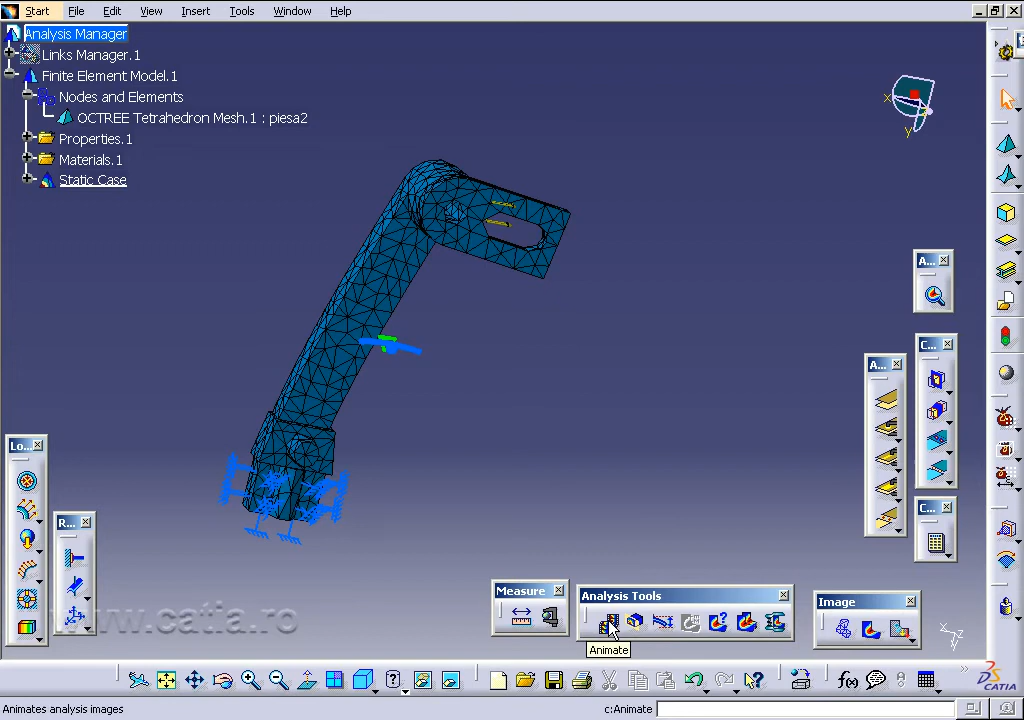 Start File Edit View Insert Tools Window Help
Analysis Manager
Links Manager.1
Finite Element Model.1
Nodes and Elements
OCTREE Tetrahedron Mesh.1 : piesa2
Properties.1
Materials.1
Static Case
x
y
A...
C...
A...
Lo...
C...
R...
Measure
Analysis Tools
Image
www.catia.ro
Animate
x
z
CATIA
f(x)
Animates analysis images
c:Animate